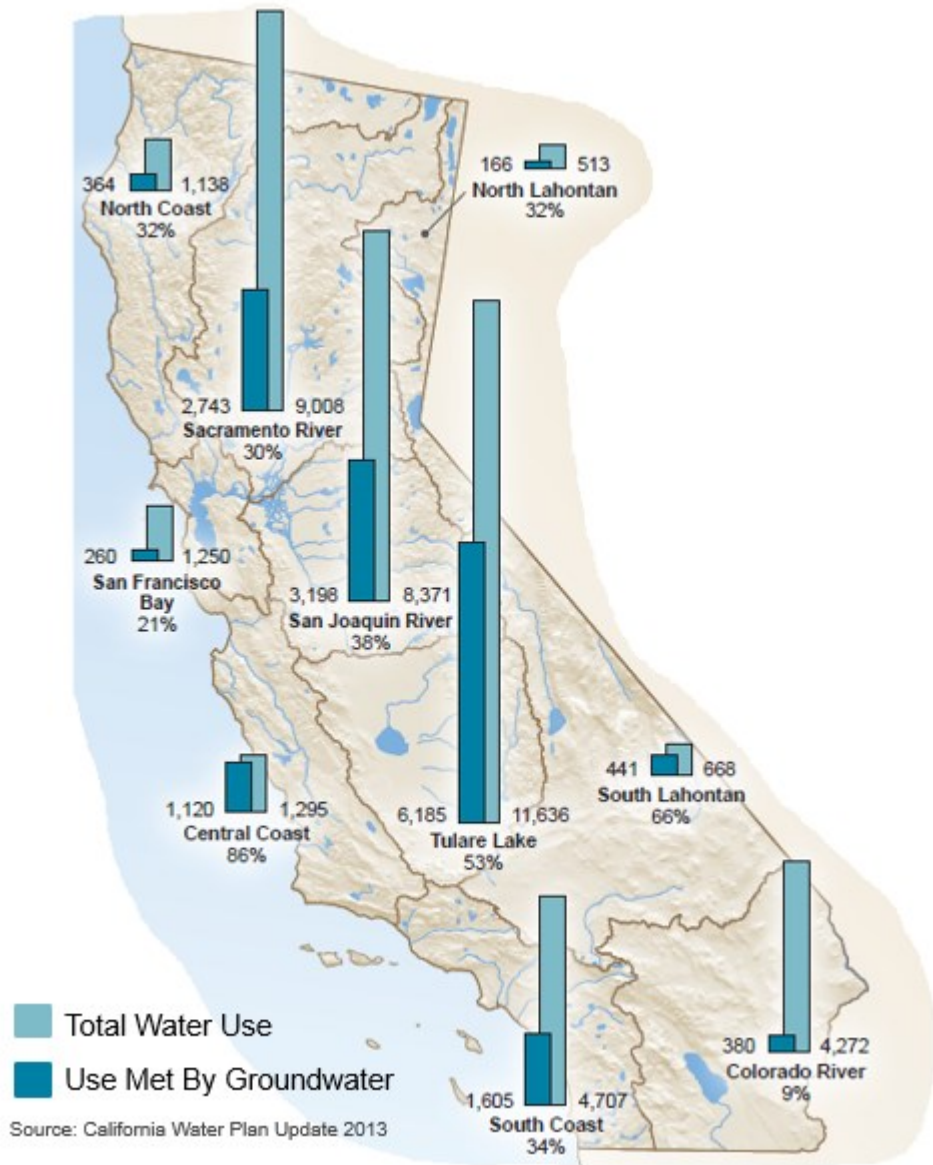 364 1,138
North Coast
32%
166 513
North Lahontan
32%
2,743 9,008
Sacramento River
30%
260 1,250
San Francisco
Bay
21%
3,198 8,371
San Joaquin River
38%
1,120 1,295
Central Coast
86%
6,185 11,636
Tulare Lake
53%
441 668
South Lahontan
66%
380 4,272
Colorado River
9%
1,605 4,707
South Coast
34%
Total Water Use
Use Met By Groundwater
Source: California Water Plan Update 2013